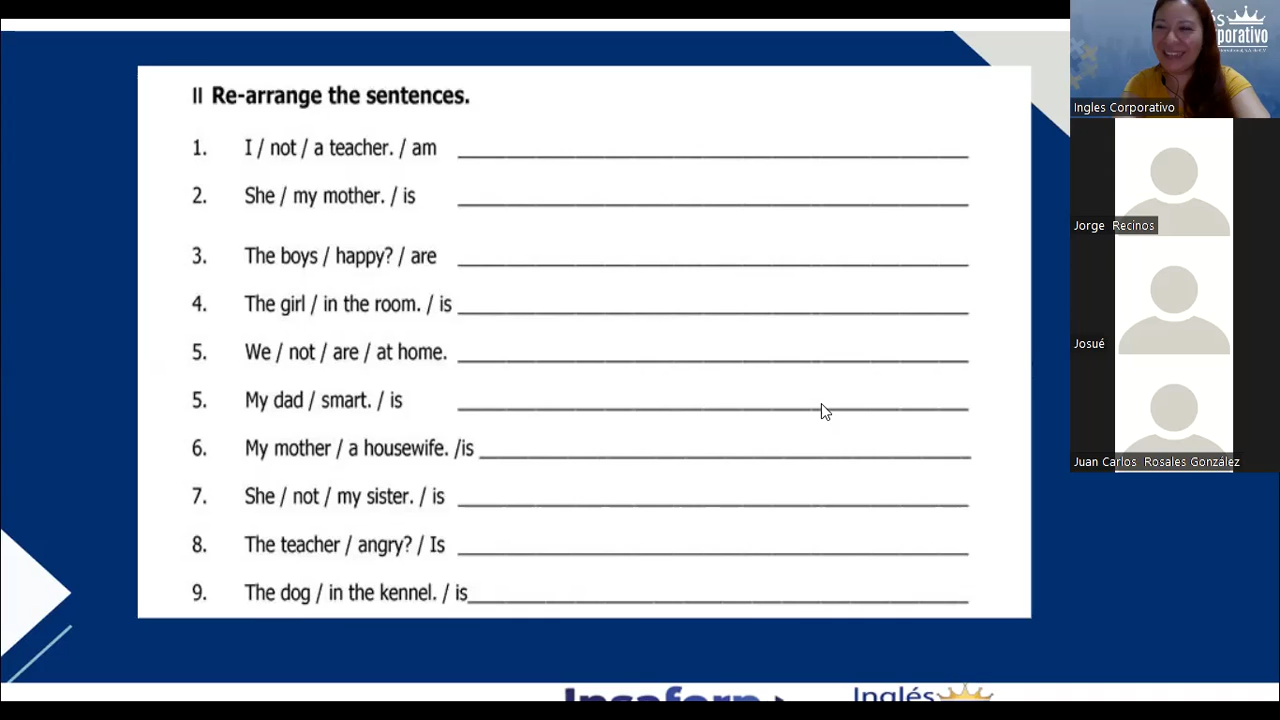 II Re-arrange the sentences.
1. I / not / a teacher. / am
2. She / my mother. / is
3. The boys / happy? / are
4. The girl / in the room. / is
5. We / not / are / at home.
5. My dad / smart. / is
6. My mother / a housewife. /is
7. She / not / my sister. / is
8. The teacher / angry? / Is
9. The dog / in the kennel. / is
Ingles Corporativo
Jorge Recinos
Josué
Juan Carlos Rosales González
Insaforp
Inglés